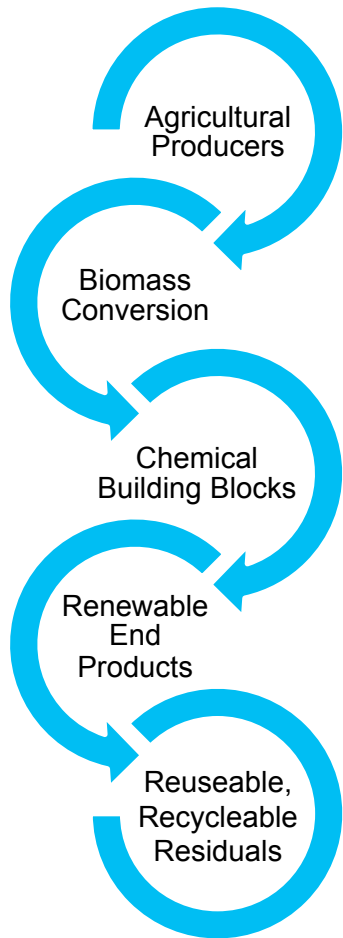 Agricultural
Producers
Biomass
Conversion
Chemical
Building Blocks
Renewable
End
Products
Reuseable,
Recycleable
Residuals